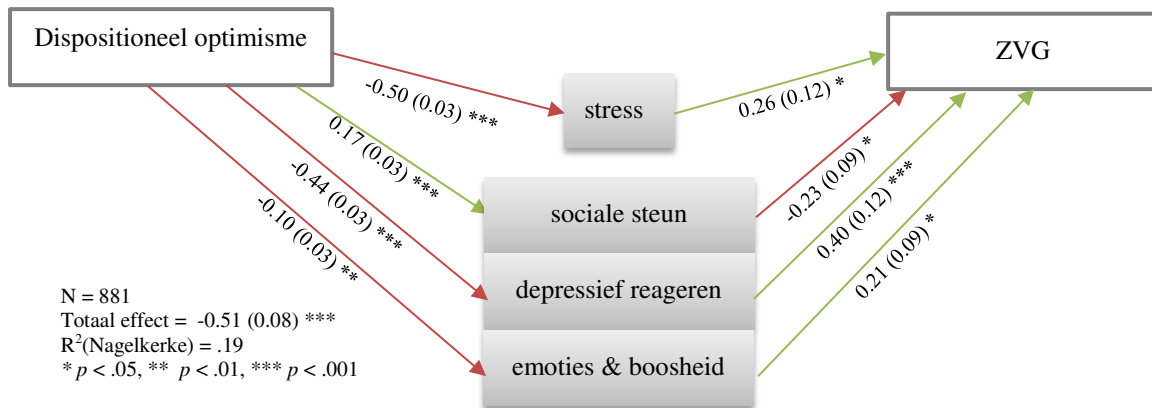 Dispositioneel optimisme
ZVG
-0.50 (0.03) ***
stress
0.26 (0.12) *
0.17 (0.03) ***
-0.44 (0.03) ***
-0.10 (0.03) **
sociale steun
-0.23 (0.09) *
0.40 (0.12) ***
0.21 (0.09) *
depressief reageren
emoties & boosheid
N = 881
Totaal effect = -0.51 (0.08) ***
R²(Nagelkerke) = .19
* p < .05, ** p < .01, *** p < .001